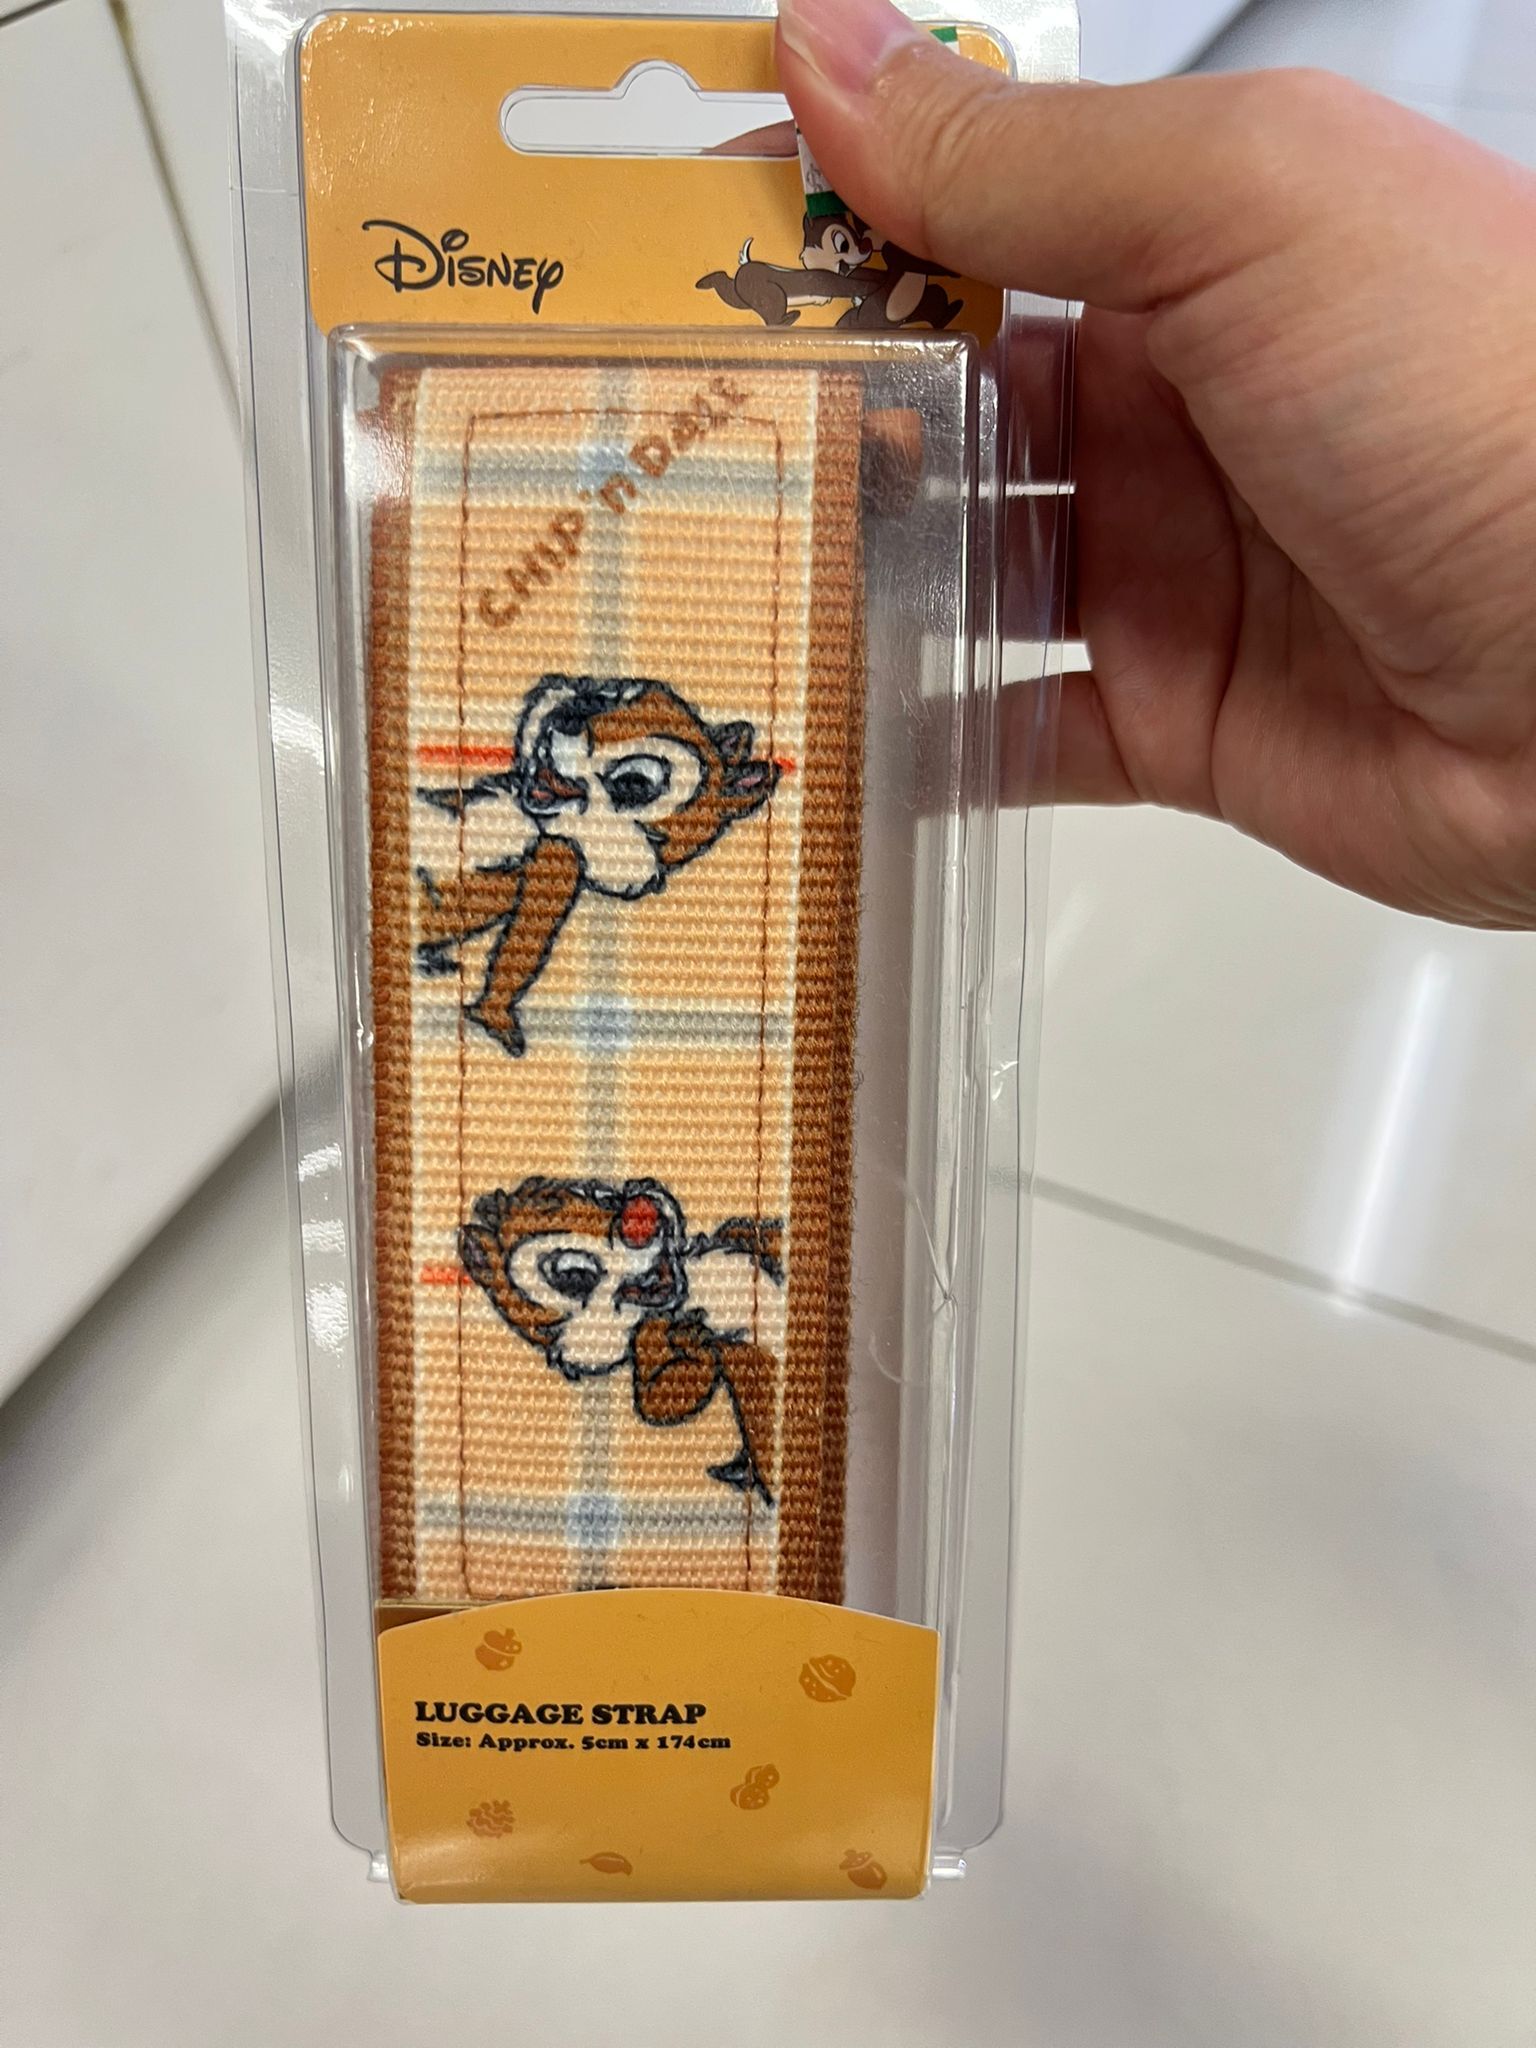 Disney
CHIP 'n DALE
LUGGAGE STRAP
Size: Approx. 5cm x 174cm